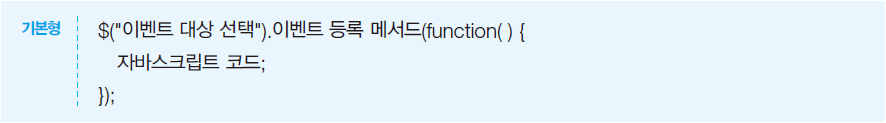 기본형
$("이벤트 대상 선택").이벤트 등록 메서드(function( ) {
자바스크립트 코드;
});